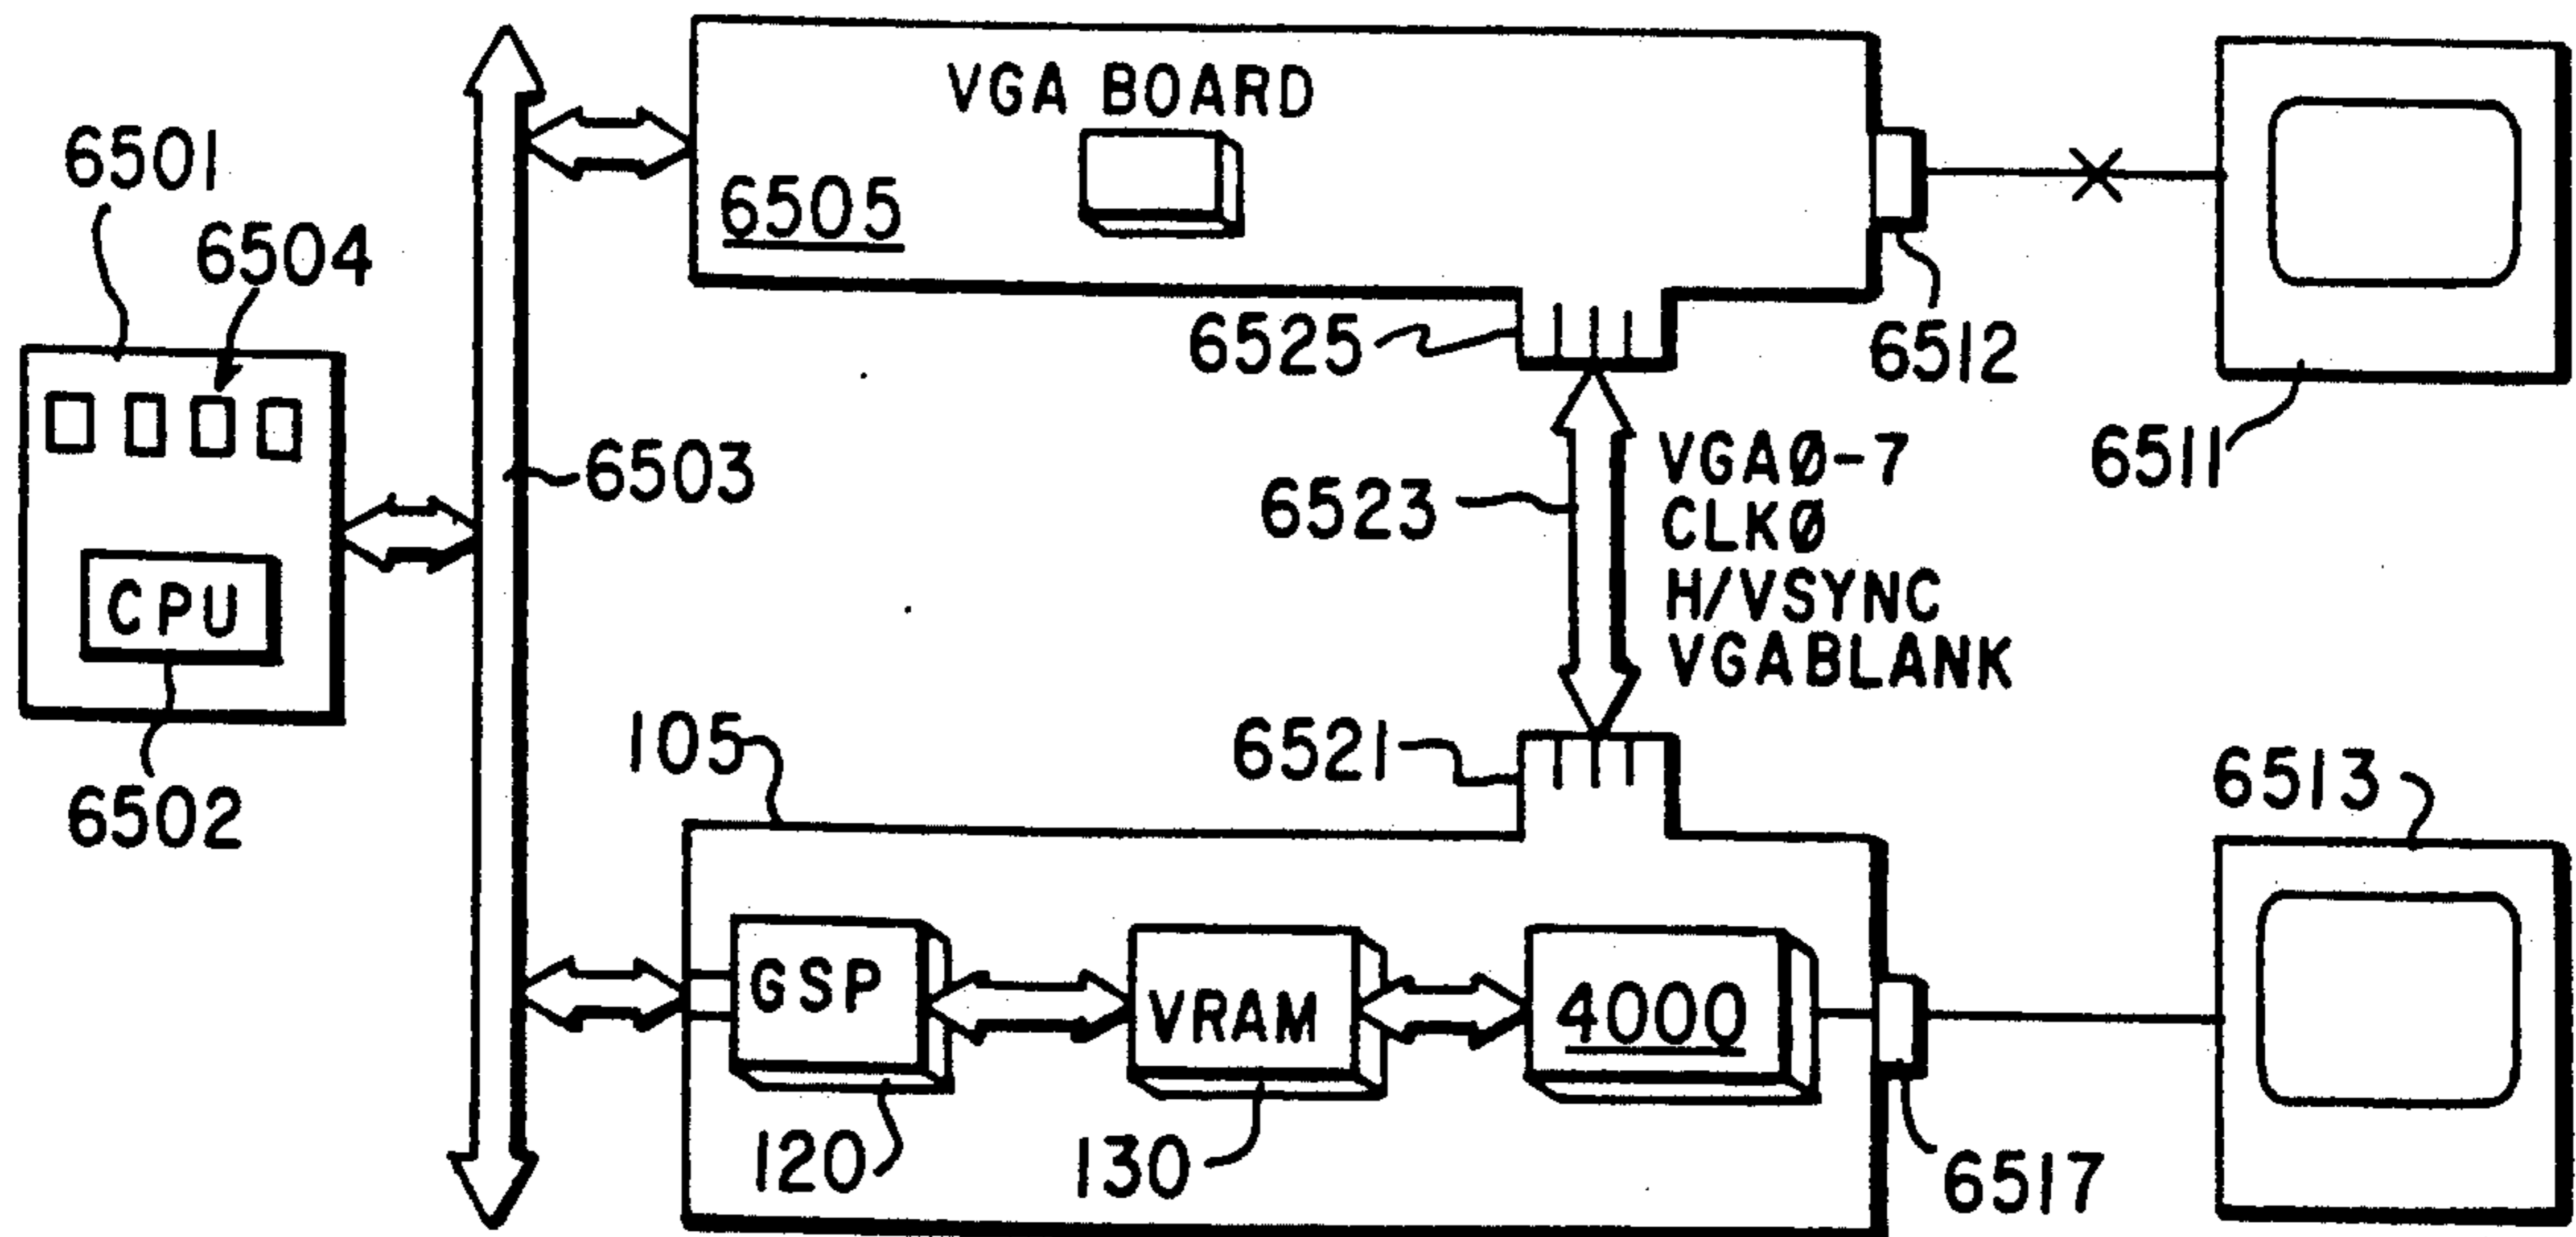 VGA BOARD
6501
6504
6505
6525
6512
6511
6503
6523
VGAØ-7
CLKØ
H/VSYNC
VGABLANK
CPU
6502
105
6521
6513
GSP
VRAM
4000
120
130
6517